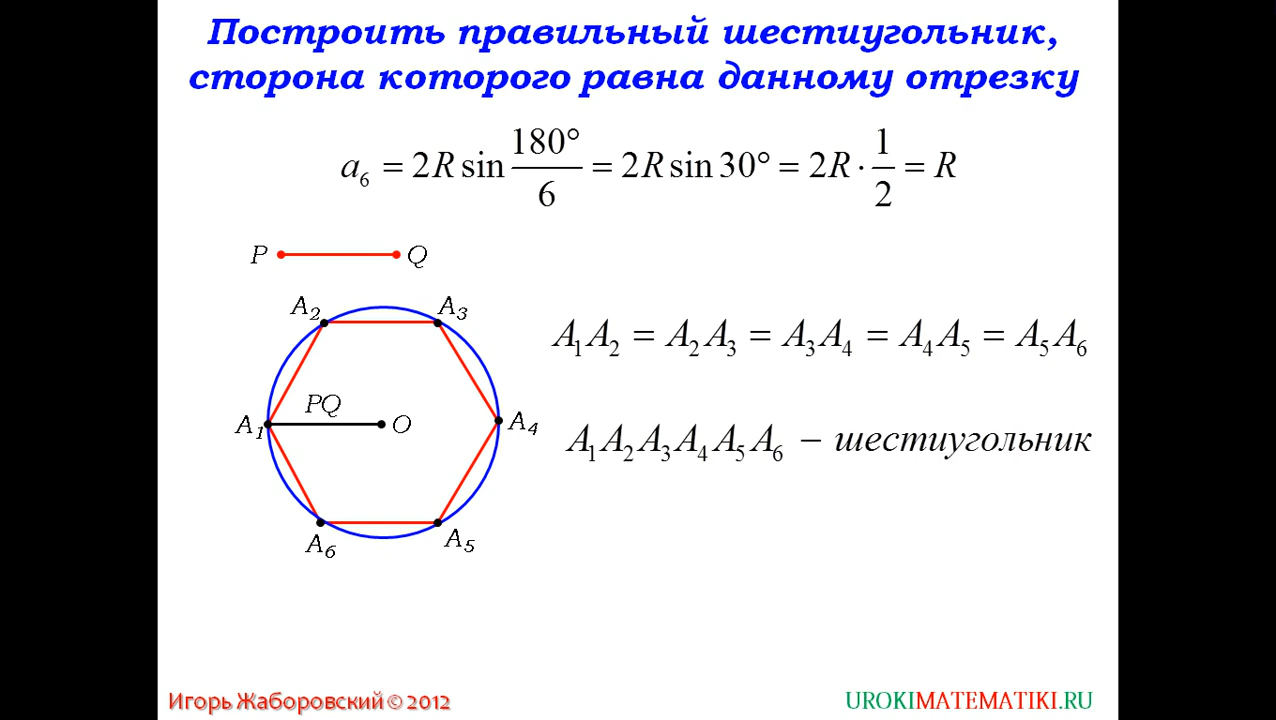 Построить правильный шестиугольник,
сторона которого равна данному отрезку
a₆ = 2R sin 180°/6 = 2R sin 30° = 2R · 1/2 = R
P Q
A₂ A₃
A₁A₂ = A₂A₃ = A₃A₄ = A₄A₅ = A₅A₆
PQ
A₁ O A₄
A₁A₂A₃A₄A₅A₆ – шестиугольник
A₆ A₅
Игорь Жаборовский © 2012
UROKIMATEMATIKI.RU